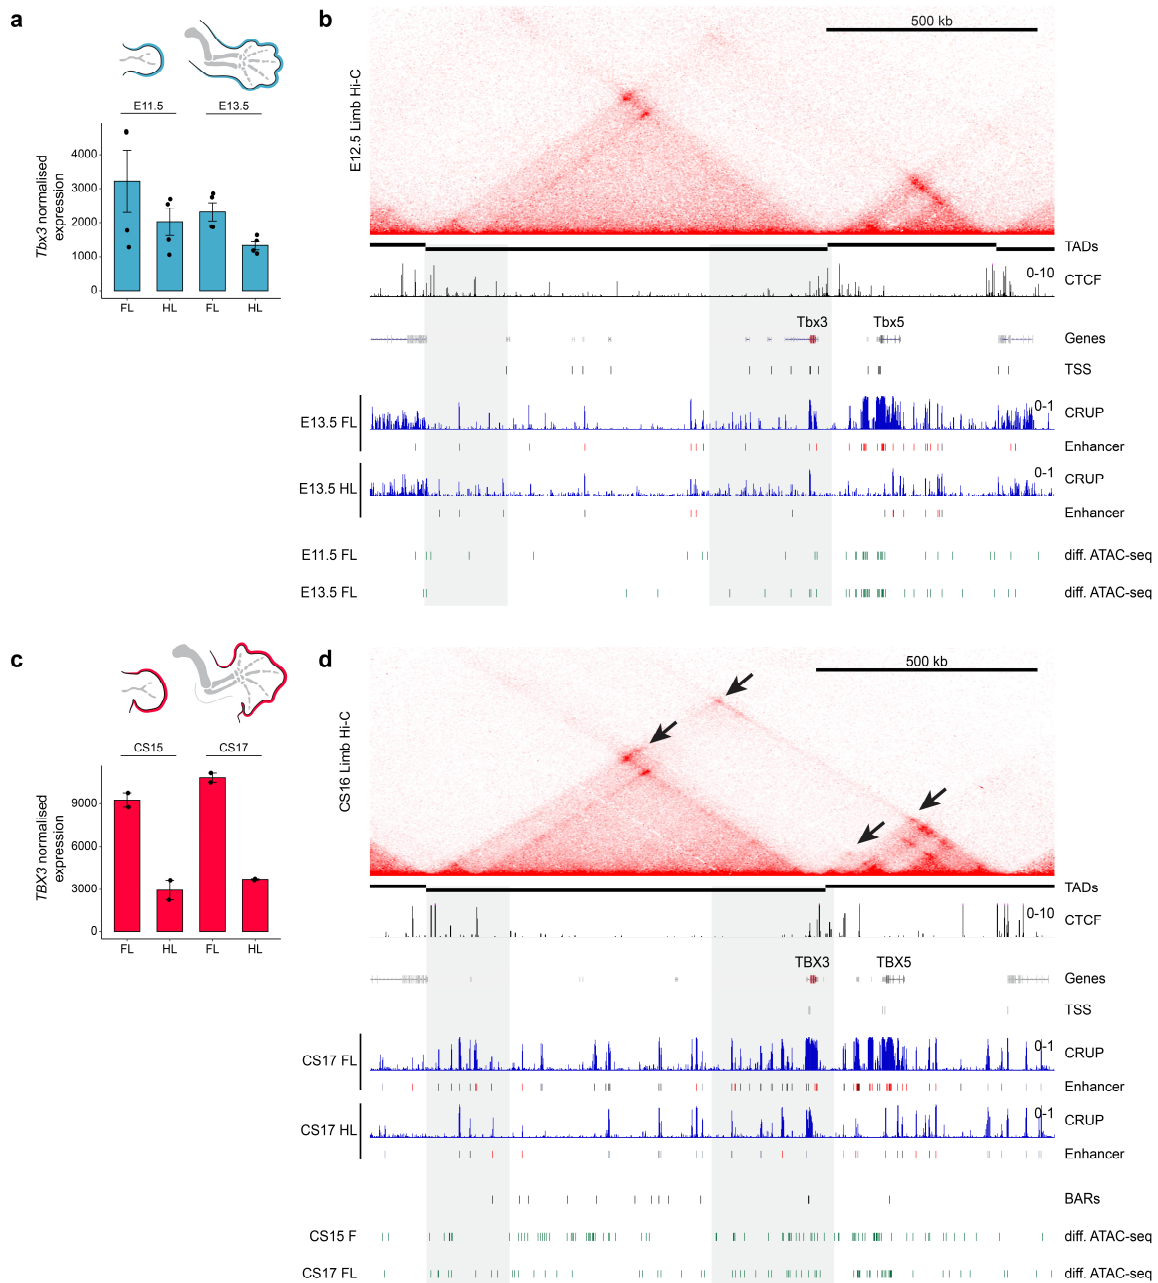 a
E11.5 E13.5
Tbx3 normalised
expression
4000
3000
2000
1000
0
FL HL FL HL
b
500 kb
E12.5 Limb Hi-C
TADs
0-10
CTCF
Tbx3 Tbx5
Genes
TSS
E13.5 FL
0-1
CRUP
Enhancer
E13.5 HL
0-1
CRUP
Enhancer
E11.5 FL diff. ATAC-seq
E13.5 FL diff. ATAC-seq
c
CS15 CS17
TBX3 normalised
expression
9000
6000
3000
0
FL HL FL HL
d
500 kb
CS16 Limb Hi-C
TADs
0-10
CTCF
TBX3 TBX5
Genes
TSS
CS17 FL
0-1
CRUP
Enhancer
CS17 HL
0-1
CRUP
Enhancer
BARs
CS15 F diff. ATAC-seq
CS17 FL diff. ATAC-seq